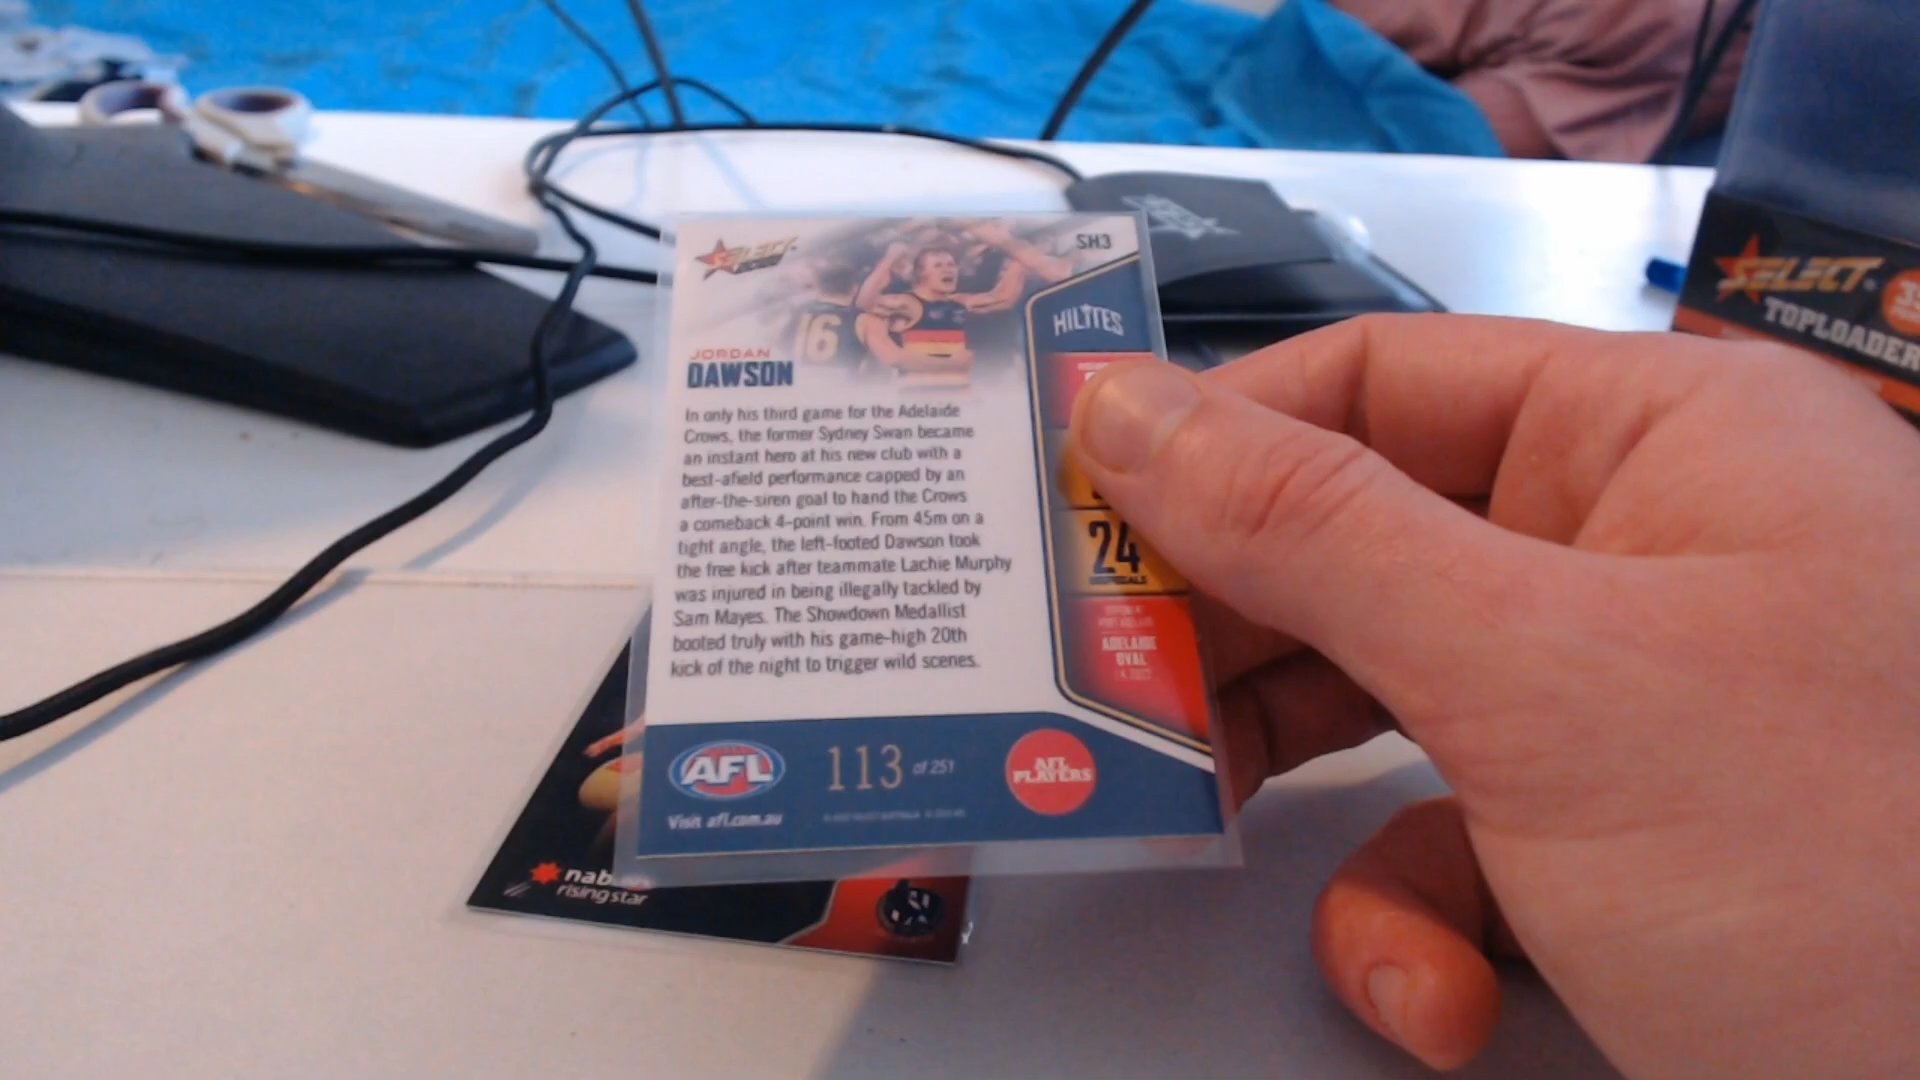 SELECT
SH3
HILITES
16
JORDAN
DAWSON
In only his third game for the Adelaide
Crows, the former Sydney Swan became
an instant hero at his new club with a
best-afield performance capped by an
after-the-siren goal to hand the Crows
a comeback 4-point win. From 45m on a
tight angle, the left-footed Dawson took
the free kick after teammate Lachie Murphy
was injured in being illegally tackled by
Sam Mayes. The Showdown Medallist
booted truly with his game-high 20th
kick of the night to trigger wild scenes.
24
DISPOSALS
ADELAIDE
OVAL
AFL
113 of 251
AFL
PLAYERS
Visit afl.com.au
nab
rising star
SELECT
35
TOPLOADER